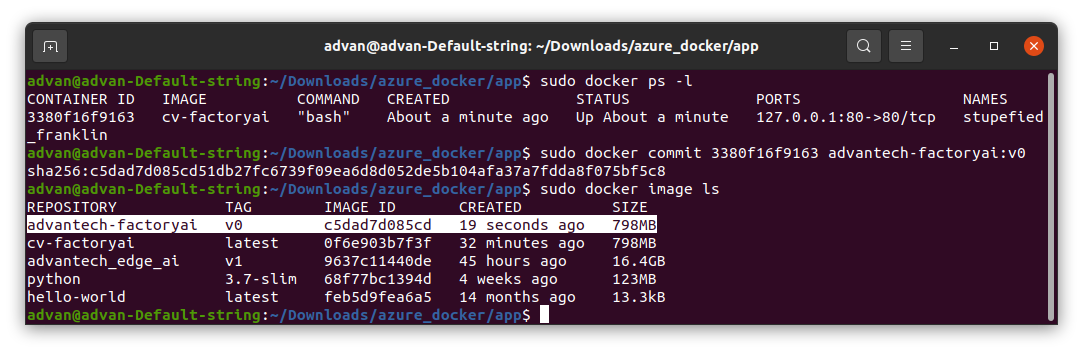 advan@advan-Default-string: ~/Downloads/azure_docker/app
advan@advan-Default-string:~/Downloads/azure_docker/app$ sudo docker ps -l
CONTAINER ID   IMAGE          COMMAND   CREATED              STATUS              PORTS                  NAMES
3380f16f9163   cv-factoryai   "bash"    About a minute ago   Up About a minute   127.0.0.1:80->80/tcp   stupefied
_franklin
advan@advan-Default-string:~/Downloads/azure_docker/app$ sudo docker commit 3380f16f9163 advantech-factoryai:v0
sha256:c5dad7d085cd51db27fc6739f09ea6d8d052de5b104afa37a7fdda8f075bf5c8
advan@advan-Default-string:~/Downloads/azure_docker/app$ sudo docker image ls
REPOSITORY            TAG        IMAGE ID       CREATED          SIZE
advantech-factoryai   v0         c5dad7d085cd   19 seconds ago   798MB
cv-factoryai          latest     0f6e903b7f3f   32 minutes ago   798MB
advantech_edge_ai     v1         9637c11440de   45 hours ago     16.4GB
python                3.7-slim   68f77bc1394d   4 weeks ago      123MB
hello-world           latest     feb5d9fea6a5   14 months ago    13.3kB
advan@advan-Default-string:~/Downloads/azure_docker/app$